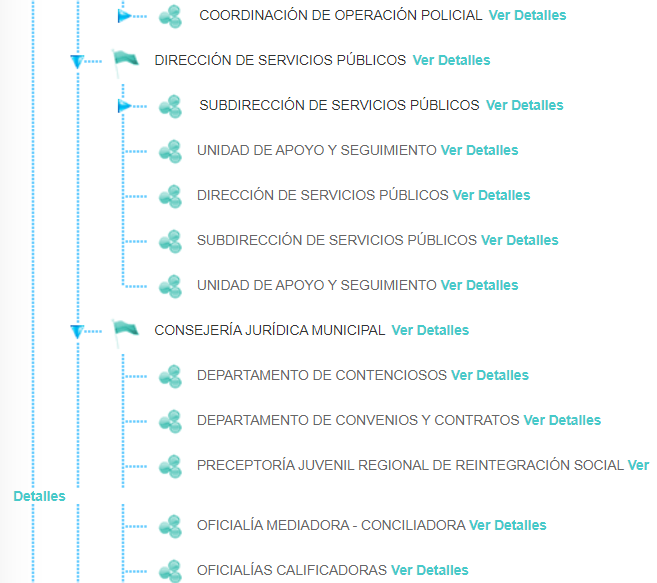 COORDINACIÓN DE OPERACIÓN POLICIAL Ver Detalles
DIRECCIÓN DE SERVICIOS PÚBLICOS Ver Detalles
SUBDIRECCIÓN DE SERVICIOS PÚBLICOS Ver Detalles
UNIDAD DE APOYO Y SEGUIMIENTO Ver Detalles
DIRECCIÓN DE SERVICIOS PÚBLICOS Ver Detalles
SUBDIRECCIÓN DE SERVICIOS PÚBLICOS Ver Detalles
UNIDAD DE APOYO Y SEGUIMIENTO Ver Detalles
CONSEJERÍA JURÍDICA MUNICIPAL Ver Detalles
DEPARTAMENTO DE CONTENCIOSOS Ver Detalles
DEPARTAMENTO DE CONVENIOS Y CONTRATOS Ver Detalles
PRECEPTORÍA JUVENIL REGIONAL DE REINTEGRACIÓN SOCIAL Ver
Detalles
OFICIALÍA MEDIADORA - CONCILIADORA Ver Detalles
OFICIALÍAS CALIFICADORAS Ver Detalles